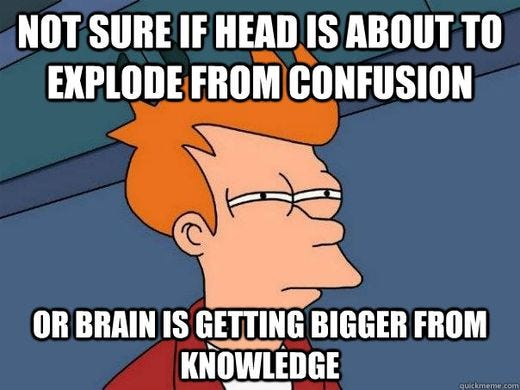 NOT SURE IF HEAD IS ABOUT TO
EXPLODE FROM CONFUSION
OR BRAIN IS GETTING BIGGER FROM
KNOWLEDGE
quickmeme.com